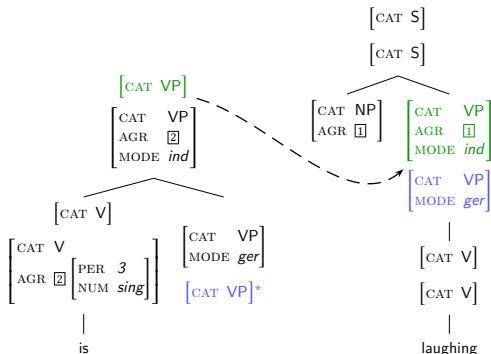 [CAT S]
[CAT S]
[CAT VP]
[CAT VP
AGR 2
MODE ind]
[CAT NP
AGR 1]
[CAT VP
AGR 1
MODE ind]
[CAT VP
MODE ger]
[CAT V]
[CAT V
AGR 2 [PER 3
NUM sing]]
[CAT VP
MODE ger]
[CAT VP]*
[CAT V]
[CAT V]
is
laughing